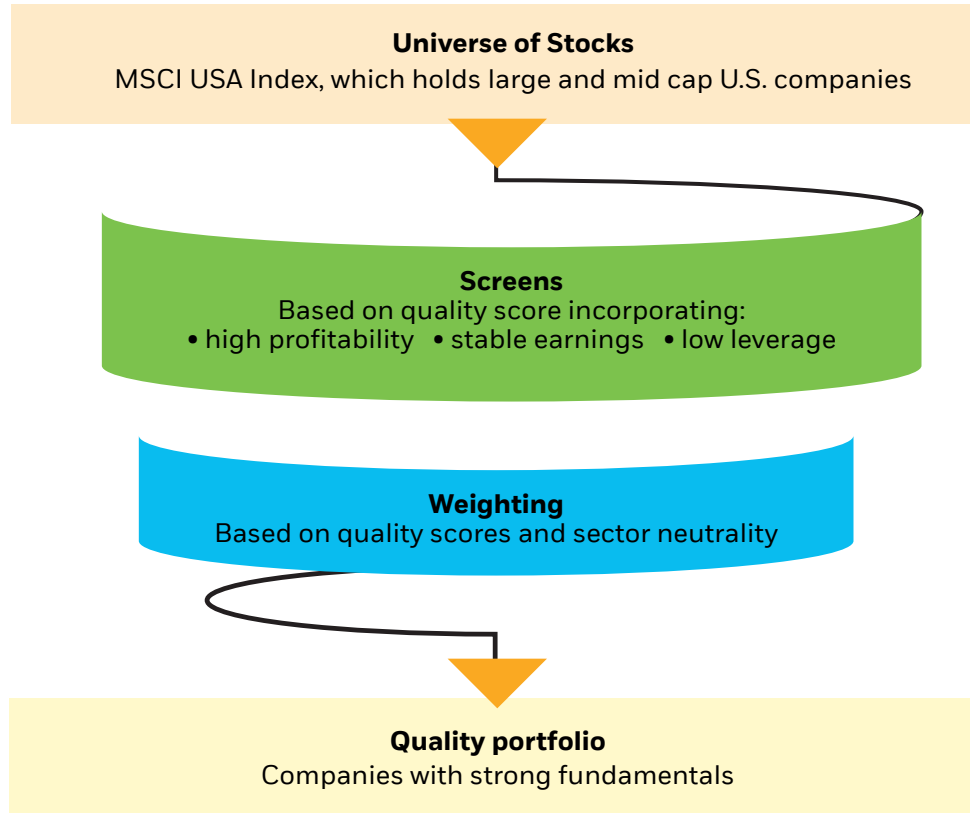 Universe of Stocks
MSCI USA Index, which holds large and mid cap U.S. companies
Screens
Based on quality score incorporating:
• high profitability • stable earnings • low leverage
Weighting
Based on quality scores and sector neutrality
Quality portfolio
Companies with strong fundamentals